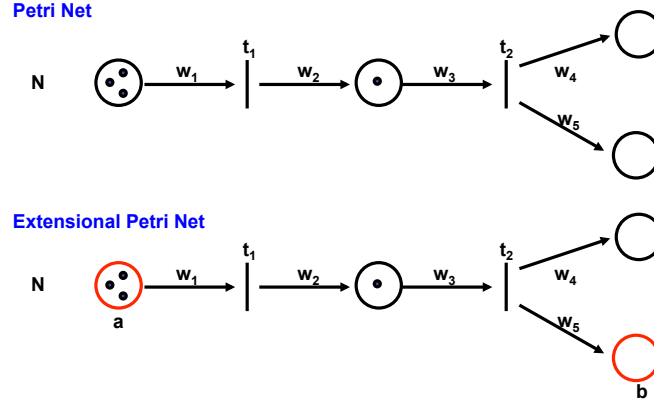 Petri Net
t₁ t₂
N w₁ w₂ w₃ w₄
w₅
Extensional Petri Net
t₁ t₂
N w₁ w₂ w₃ w₄
a w₅
b